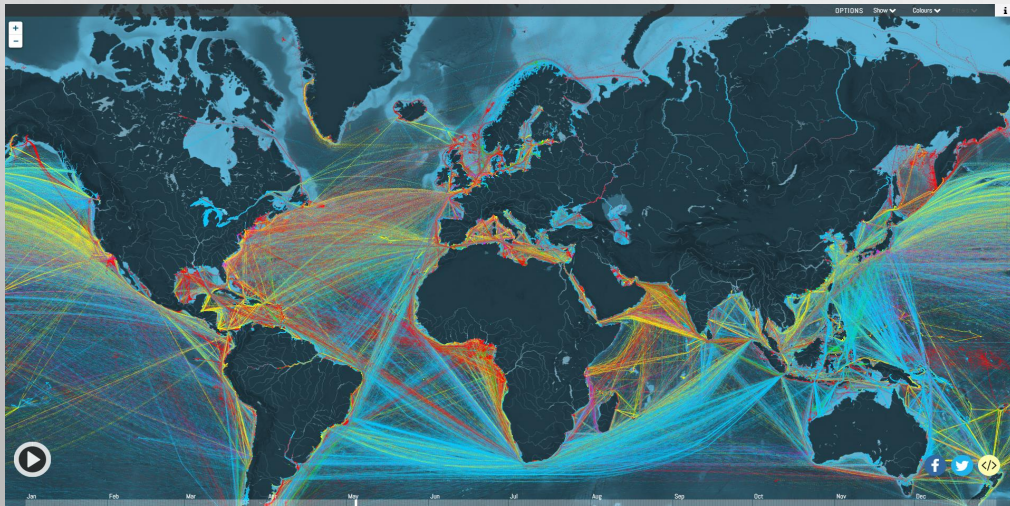 OPTIONS Show Colours
i
+
-
f </>
Jan Feb Mar Apr May Jun Jul Aug Sep Oct Nov Dec